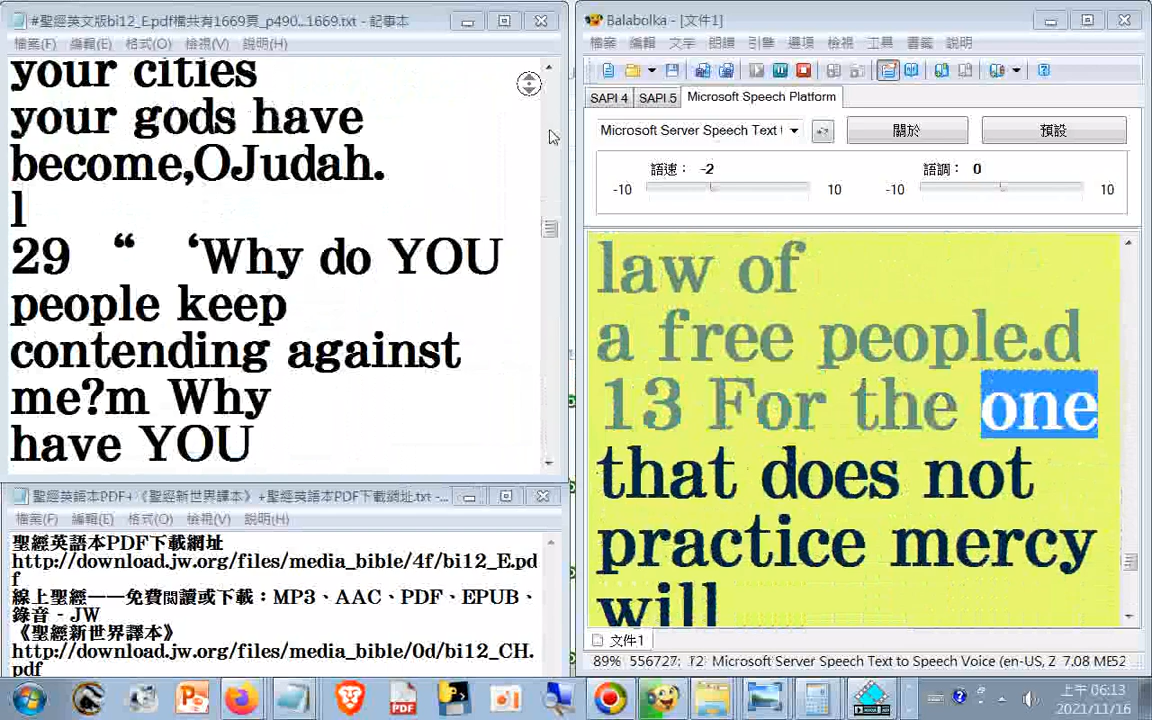 #聖經英文版bi12_E.pdf檔共有1669頁_p490...1669.txt - 記事本
檔案(F) 編輯(E) 格式(O) 檢視(V) 說明(H)
your cities
your gods have
become,OJudah.
l
29 “ ‘Why do YOU
people keep
contending against
me?m Why
have YOU
聖經英語本PDF+《聖經新世界譯本》+聖經英語本PDF下載網址.txt -...
檔案(F) 編輯(E) 格式(O) 檢視(V) 說明(H)
聖經英語本PDF下載網址
http://download.jw.org/files/media_bible/4f/bi12_E.pd
f
線上聖經——免費閱讀或下載：MP3、AAC、PDF、EPUB、
錄音 - JW
《聖經新世界譯本》
http://download.jw.org/files/media_bible/0d/bi12_CH.
pdf
Balabolka - [文件1]
檔案 編輯 文字 朗讀 引擎 選項 檢視 工具 書籤 說明
SAPI 4 SAPI 5 Microsoft Speech Platform
Microsoft Server Speech Text 關於 預設
語速： -2 語調： 0
-10 10 -10 10
law of
a free people.d
13 For the one
that does not
practice mercy
will
文件1
89% 556727: Microsoft Server Speech Text to Speech Voice (en-US, Z 7.08 ME
上午 06:13
2021/11/16